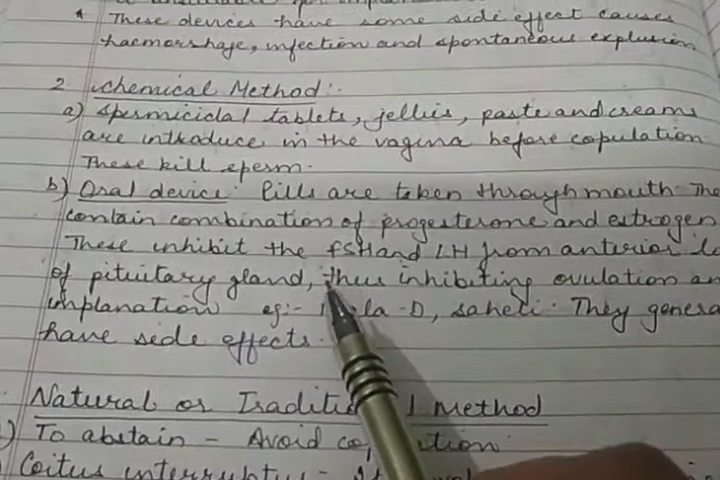 * These devices have some side effect causes
haemorrhage, infection and spontaneous explusion
2. Chemical Method:-
a) Spermicidal tablets, jellies, paste and creams
are introduce in the vagina before copulation.
These kill sperm.
b) Oral device: Pills are taken through mouth. The
contain combination of progesterone and estrogen
These inhibit the FSH and LH from anterior
of pituitary gland, thus inhibiting ovulation an
implanation eg:- la-D, saheli. They genera
have side effects.
Natural or Traditi l Method
) To abstain - Avoid cop tion.
Coitus interruptus -